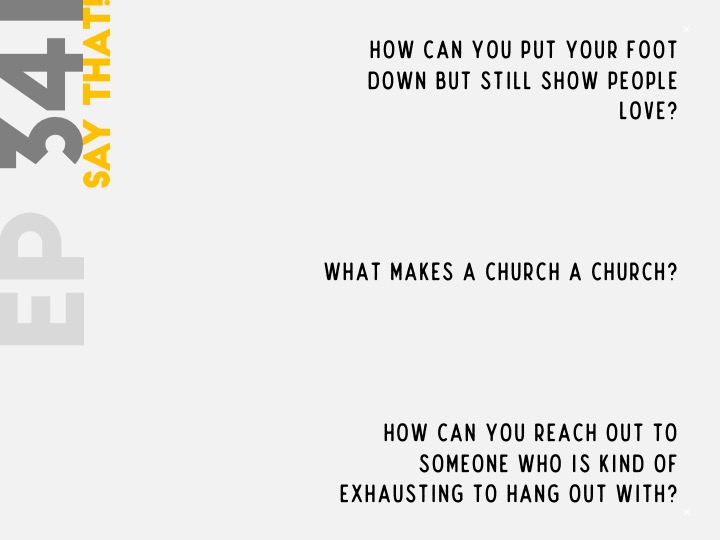 EP 341
SAY THAT!
HOW CAN YOU PUT YOUR FOOT
DOWN BUT STILL SHOW PEOPLE
LOVE?
WHAT MAKES A CHURCH A CHURCH?
HOW CAN YOU REACH OUT TO
SOMEONE WHO IS KIND OF
EXHAUSTING TO HANG OUT WITH?